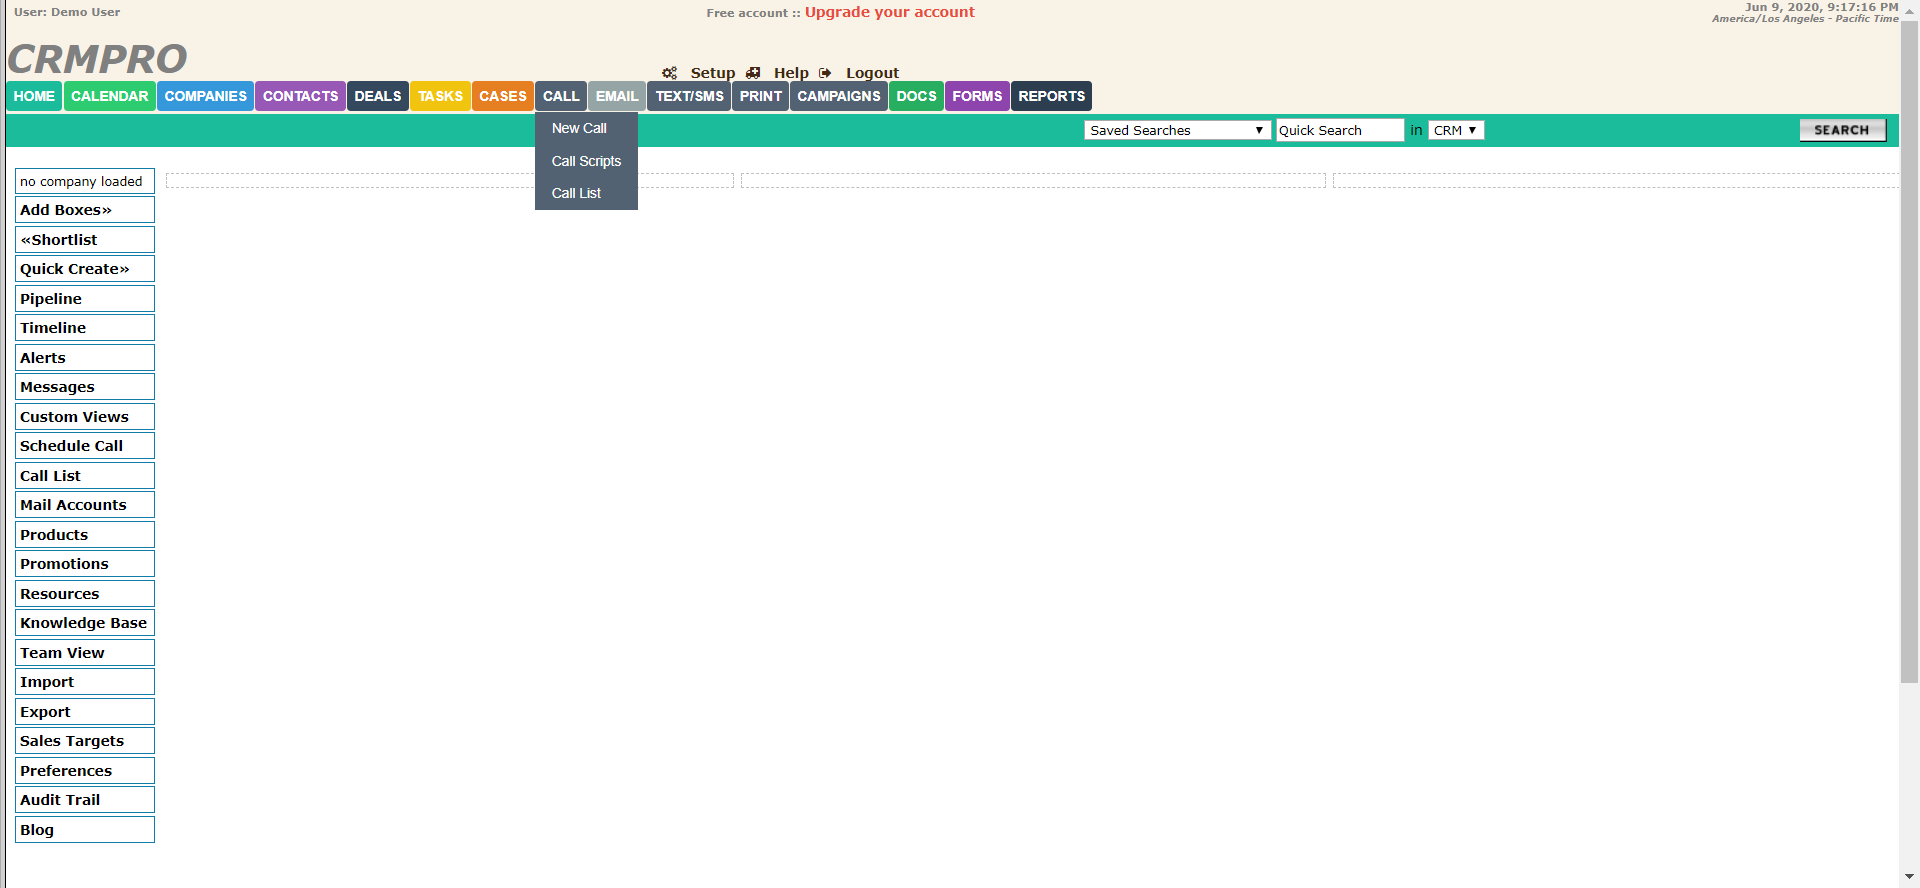 User: Demo User
Free account :: Upgrade your account
Jun 9, 2020, 9:17:16 PM
America/Los Angeles - Pacific Time
CRMPRO
Setup Help Logout
HOME CALENDAR COMPANIES CONTACTS DEALS TASKS CASES CALL EMAIL TEXT/SMS PRINT CAMPAIGNS DOCS FORMS REPORTS
New Call
Call Scripts
Call List
Saved Searches ▼ Quick Search in CRM ▼ SEARCH
no company loaded
Add Boxes»
«Shortlist
Quick Create»
Pipeline
Timeline
Alerts
Messages
Custom Views
Schedule Call
Call List
Mail Accounts
Products
Promotions
Resources
Knowledge Base
Team View
Import
Export
Sales Targets
Preferences
Audit Trail
Blog